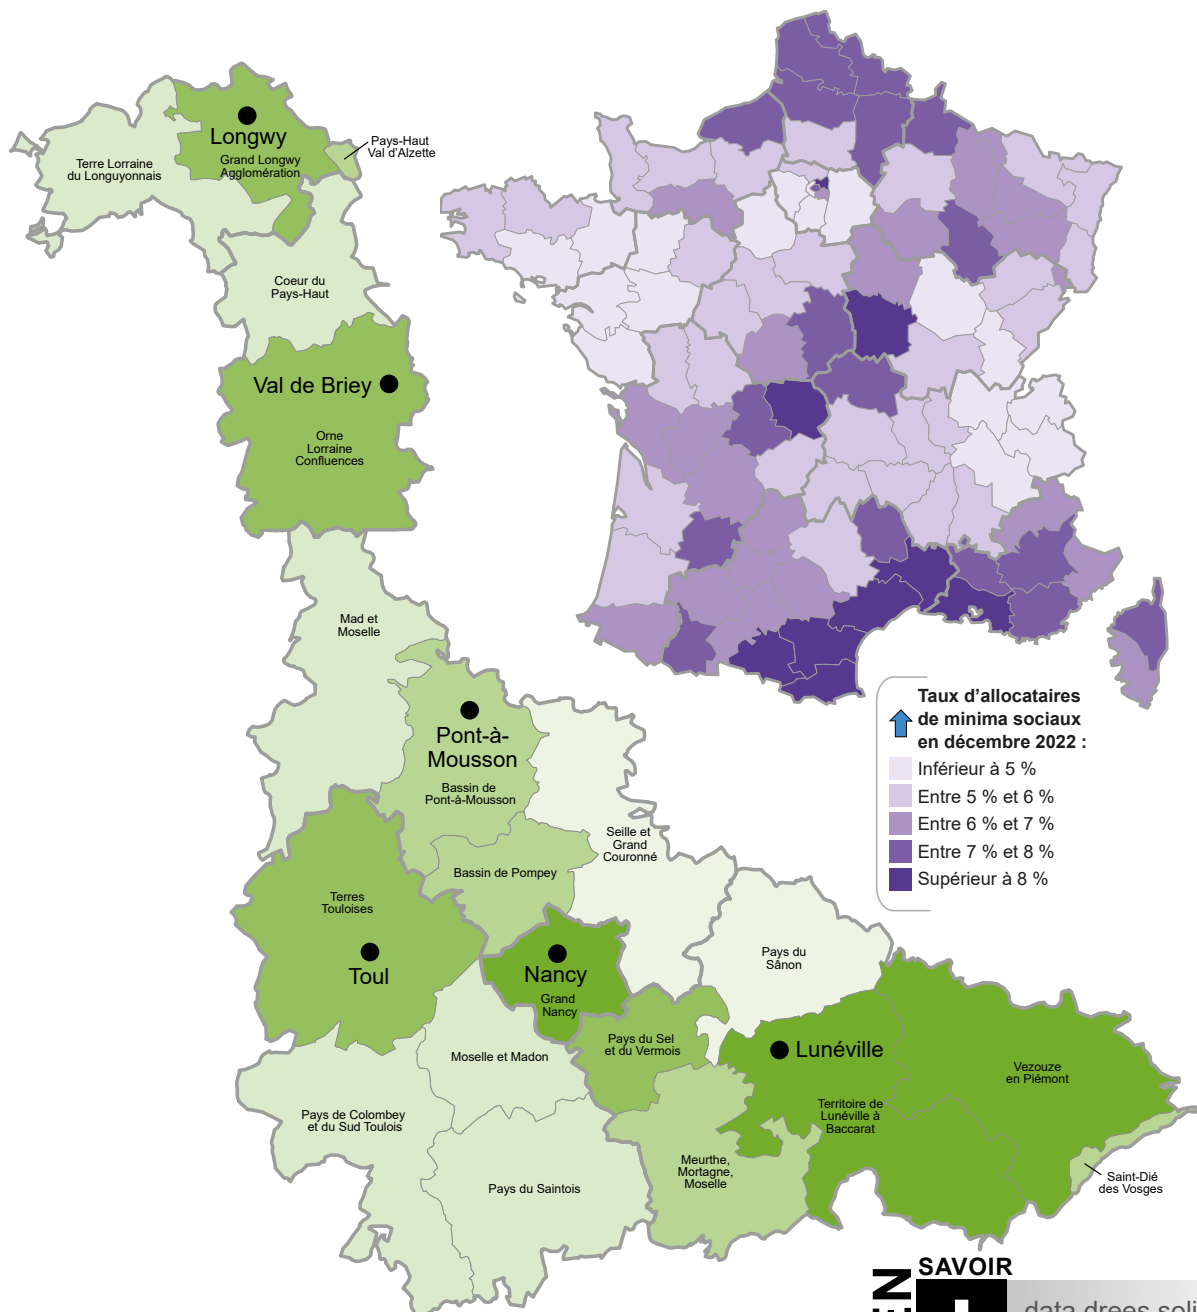 Longwy
Grand Longwy
Agglomération
Pays-Haut
Val d'Alzette
Terre Lorraine
du Longuyonnais
Coeur du
Pays-Haut
Val de Briey
Orne
Lorraine
Confluences
Mad et
Moselle
Pont-à-
Mousson
Bassin de
Pont-à-Mousson
Seille et
Grand
Couronné
Bassin de Pompey
Terres
Touloises
Toul
Nancy
Grand
Nancy
Pays du
Sânon
Pays du Sel
et du Vermois
Moselle et Madon
Lunéville
Territoire de
Lunéville à
Baccarat
Vezouze
en Piémont
Pays de Colombey
et du Sud Toulois
Meurthe,
Mortagne,
Moselle
Pays du Saintois
Saint-Dié
des Vosges
Taux d'allocataires
de minima sociaux
en décembre 2022 :
Inférieur à 5 %
Entre 5 % et 6 %
Entre 6 % et 7 %
Entre 7 % et 8 %
Supérieur à 8 %
EN
SAVOIR
+
data.drees.soli